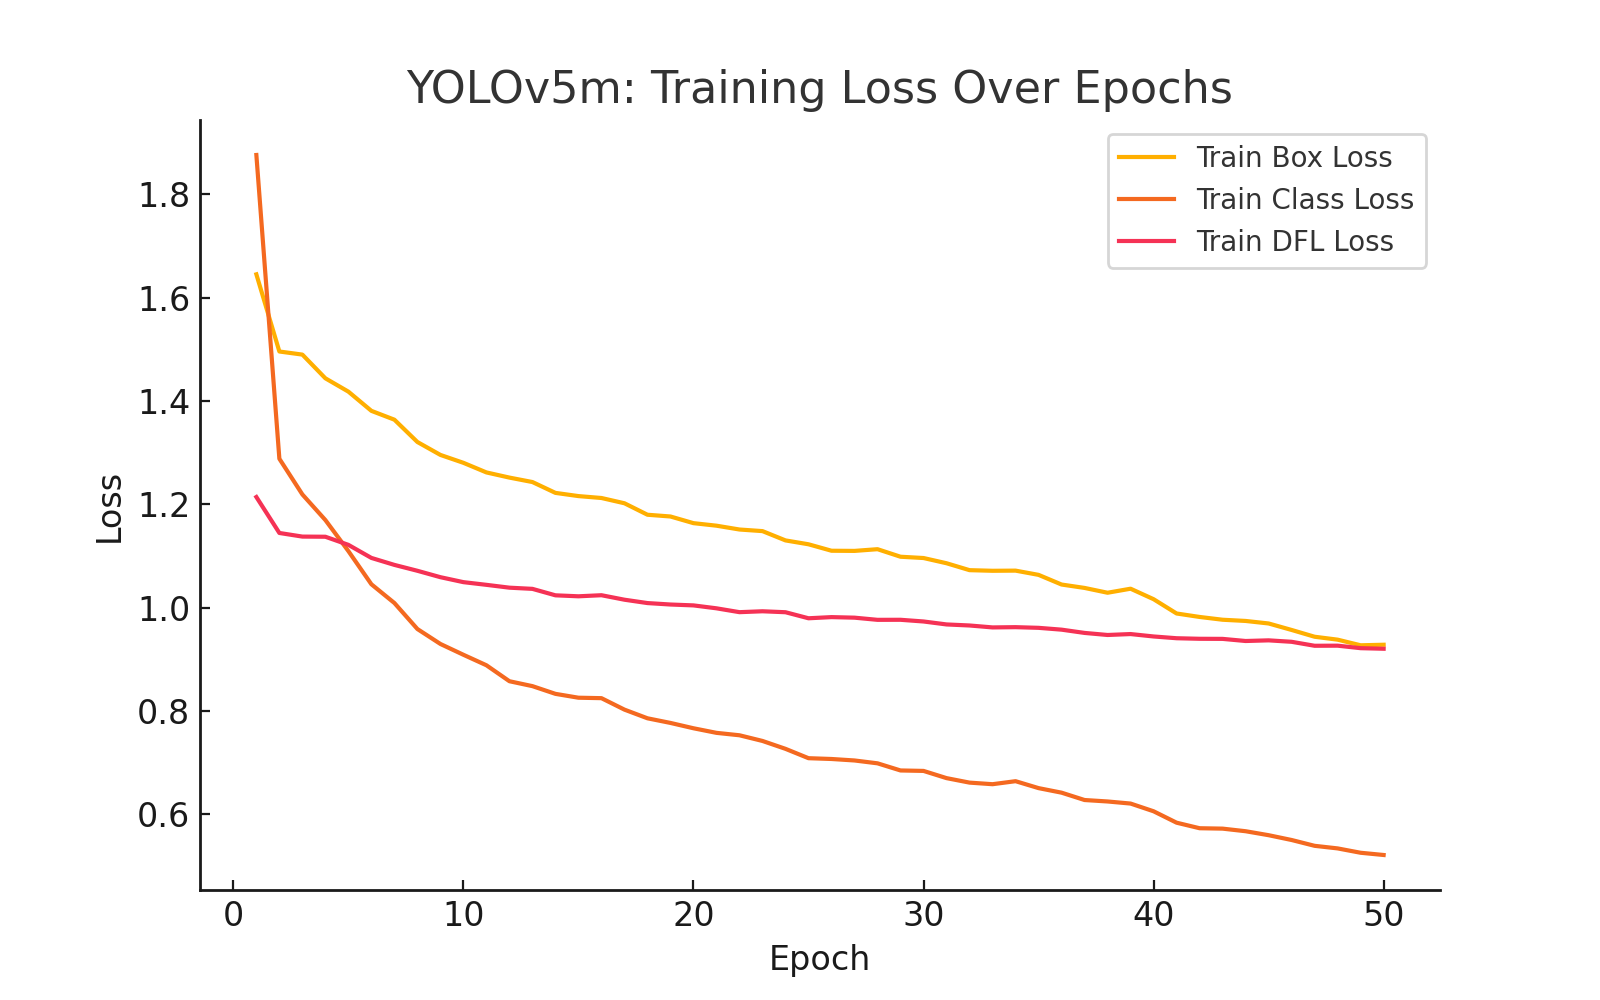 YOLOv5m: Training Loss Over Epochs
Train Box Loss
Train Class Loss
Train DFL Loss
1.8
1.6
1.4
1.2
1.0
0.8
0.6
Loss
0 10 20 30 40 50
Epoch